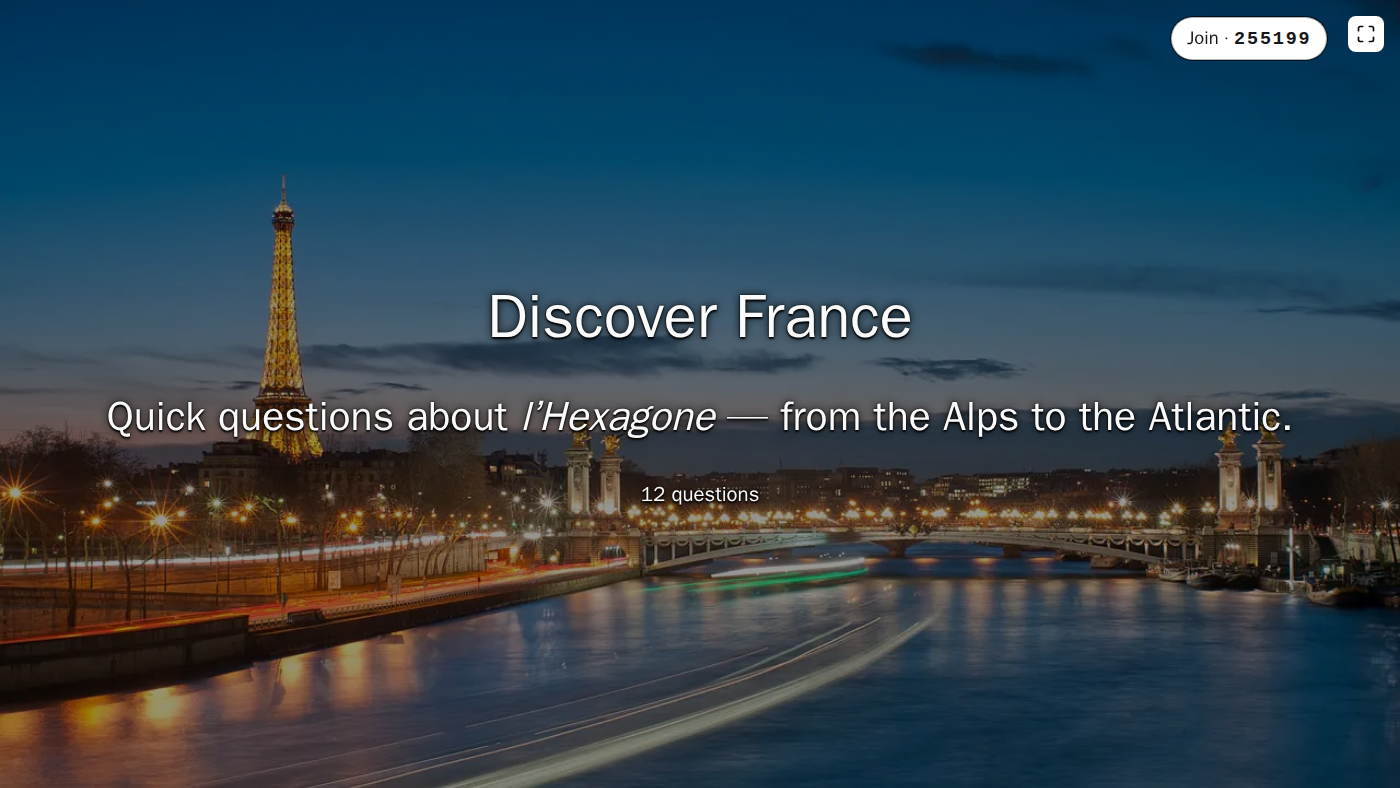 Join · 255199
Discover France
Quick questions about l’Hexagone — from the Alps to the Atlantic.
12 questions